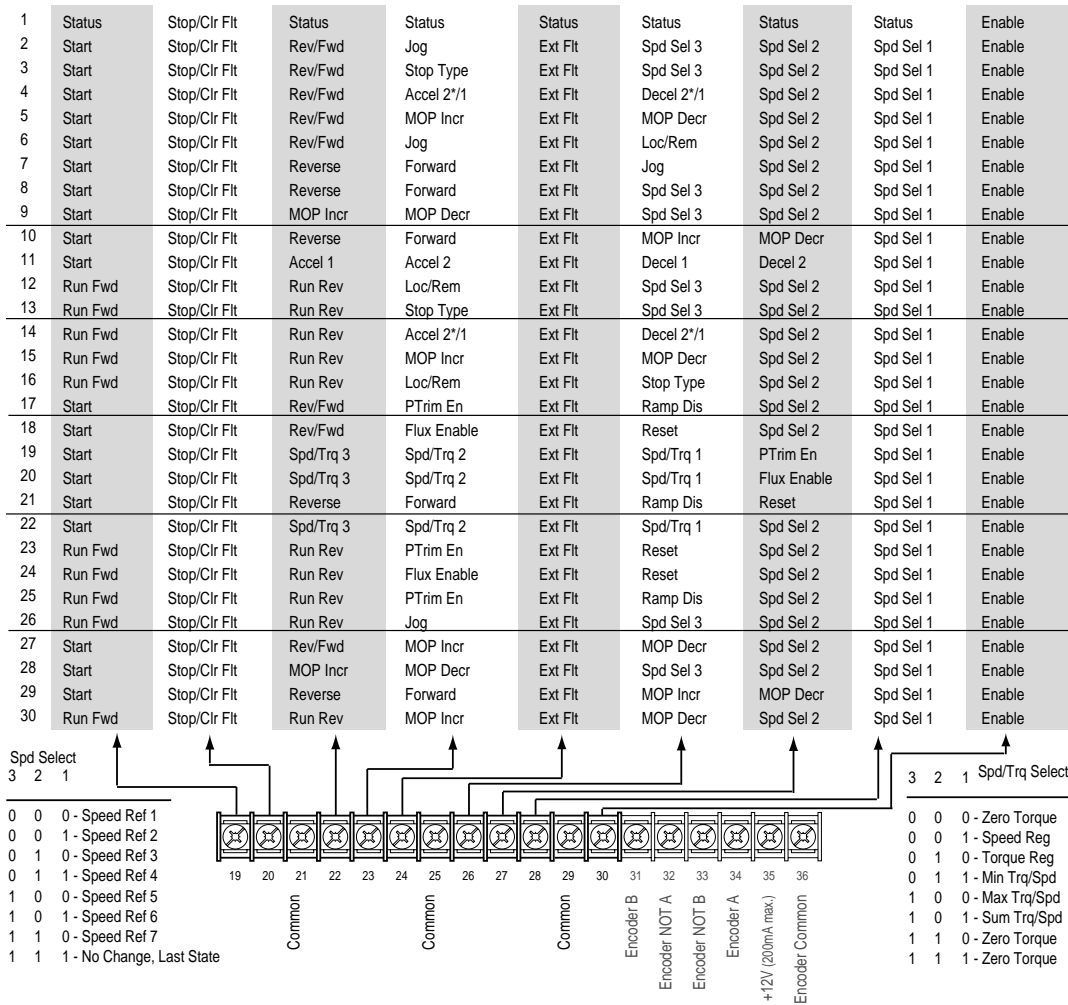 1 Status Stop/Clr Flt Status Status Status Status Status Status Enable
2 Start Stop/Clr Flt Rev/Fwd Jog Ext Flt Spd Sel 3 Spd Sel 2 Spd Sel 1 Enable
3 Start Stop/Clr Flt Rev/Fwd Stop Type Ext Flt Spd Sel 3 Spd Sel 2 Spd Sel 1 Enable
4 Start Stop/Clr Flt Rev/Fwd Accel 2*/1 Ext Flt Decel 2*/1 Spd Sel 2 Spd Sel 1 Enable
5 Start Stop/Clr Flt Rev/Fwd MOP Incr Ext Flt MOP Decr Spd Sel 2 Spd Sel 1 Enable
6 Start Stop/Clr Flt Rev/Fwd Jog Ext Flt Loc/Rem Spd Sel 2 Spd Sel 1 Enable
7 Start Stop/Clr Flt Reverse Forward Ext Flt Jog Spd Sel 2 Spd Sel 1 Enable
8 Start Stop/Clr Flt Reverse Forward Ext Flt Spd Sel 3 Spd Sel 2 Spd Sel 1 Enable
9 Start Stop/Clr Flt MOP Incr MOP Decr Ext Flt Spd Sel 3 Spd Sel 2 Spd Sel 1 Enable
10 Start Stop/Clr Flt Reverse Forward Ext Flt MOP Incr MOP Decr Spd Sel 1 Enable
11 Start Stop/Clr Flt Accel 1 Accel 2 Ext Flt Decel 1 Decel 2 Spd Sel 1 Enable
12 Run Fwd Stop/Clr Flt Run Rev Loc/Rem Ext Flt Spd Sel 3 Spd Sel 2 Spd Sel 1 Enable
13 Run Fwd Stop/Clr Flt Run Rev Stop Type Ext Flt Spd Sel 3 Spd Sel 2 Spd Sel 1 Enable
14 Run Fwd Stop/Clr Flt Run Rev Accel 2*/1 Ext Flt Decel 2*/1 Spd Sel 2 Spd Sel 1 Enable
15 Run Fwd Stop/Clr Flt Run Rev MOP Incr Ext Flt MOP Decr Spd Sel 2 Spd Sel 1 Enable
16 Run Fwd Stop/Clr Flt Run Rev Loc/Rem Ext Flt Stop Type Spd Sel 2 Spd Sel 1 Enable
17 Start Stop/Clr Flt Rev/Fwd PTrim En Ext Flt Ramp Dis Spd Sel 2 Spd Sel 1 Enable
18 Start Stop/Clr Flt Rev/Fwd Flux Enable Ext Flt Reset Spd Sel 2 Spd Sel 1 Enable
19 Start Stop/Clr Flt Spd/Trq 3 Spd/Trq 2 Ext Flt Spd/Trq 1 PTrim En Spd Sel 1 Enable
20 Start Stop/Clr Flt Spd/Trq 3 Spd/Trq 2 Ext Flt Spd/Trq 1 Flux Enable Spd Sel 1 Enable
21 Start Stop/Clr Flt Reverse Forward Ext Flt Ramp Dis Reset Spd Sel 1 Enable
22 Start Stop/Clr Flt Spd/Trq 3 Spd/Trq 2 Ext Flt Spd/Trq 1 Spd Sel 2 Spd Sel 1 Enable
23 Run Fwd Stop/Clr Flt Run Rev PTrim En Ext Flt Reset Spd Sel 2 Spd Sel 1 Enable
24 Run Fwd Stop/Clr Flt Run Rev Flux Enable Ext Flt Reset Spd Sel 2 Spd Sel 1 Enable
25 Run Fwd Stop/Clr Flt Run Rev PTrim En Ext Flt Ramp Dis Spd Sel 2 Spd Sel 1 Enable
26 Run Fwd Stop/Clr Flt Run Rev Jog Ext Flt Spd Sel 3 Spd Sel 2 Spd Sel 1 Enable
27 Start Stop/Clr Flt Rev/Fwd MOP Incr Ext Flt MOP Decr Spd Sel 2 Spd Sel 1 Enable
28 Start Stop/Clr Flt MOP Incr MOP Decr Ext Flt Spd Sel 3 Spd Sel 2 Spd Sel 1 Enable
29 Start Stop/Clr Flt Reverse Forward Ext Flt MOP Incr MOP Decr Spd Sel 1 Enable
30 Run Fwd Stop/Clr Flt Run Rev MOP Incr Ext Flt MOP Decr Spd Sel 2 Spd Sel 1 Enable
Spd Select
3 2 1
0 0 0 - Speed Ref 1
0 0 1 - Speed Ref 2
0 1 0 - Speed Ref 3
0 1 1 - Speed Ref 4
1 0 0 - Speed Ref 5
1 0 1 - Speed Ref 6
1 1 0 - Speed Ref 7
1 1 1 - No Change, Last State
19 20 21 22 23 24 25 26 27 28 29 30 31 32 33 34 35 36
Common
Common
Common
Encoder B
Encoder NOT A
Encoder NOT B
Encoder A
+12V (200mA max.)
Encoder Common
3 2 1 Spd/Trq Select
0 0 0 - Zero Torque
0 0 1 - Speed Reg
0 1 0 - Torque Reg
0 1 1 - Min Trq/Spd
1 0 0 - Max Trq/Spd
1 0 1 - Sum Trq/Spd
1 1 0 - Zero Torque
1 1 1 - Zero Torque